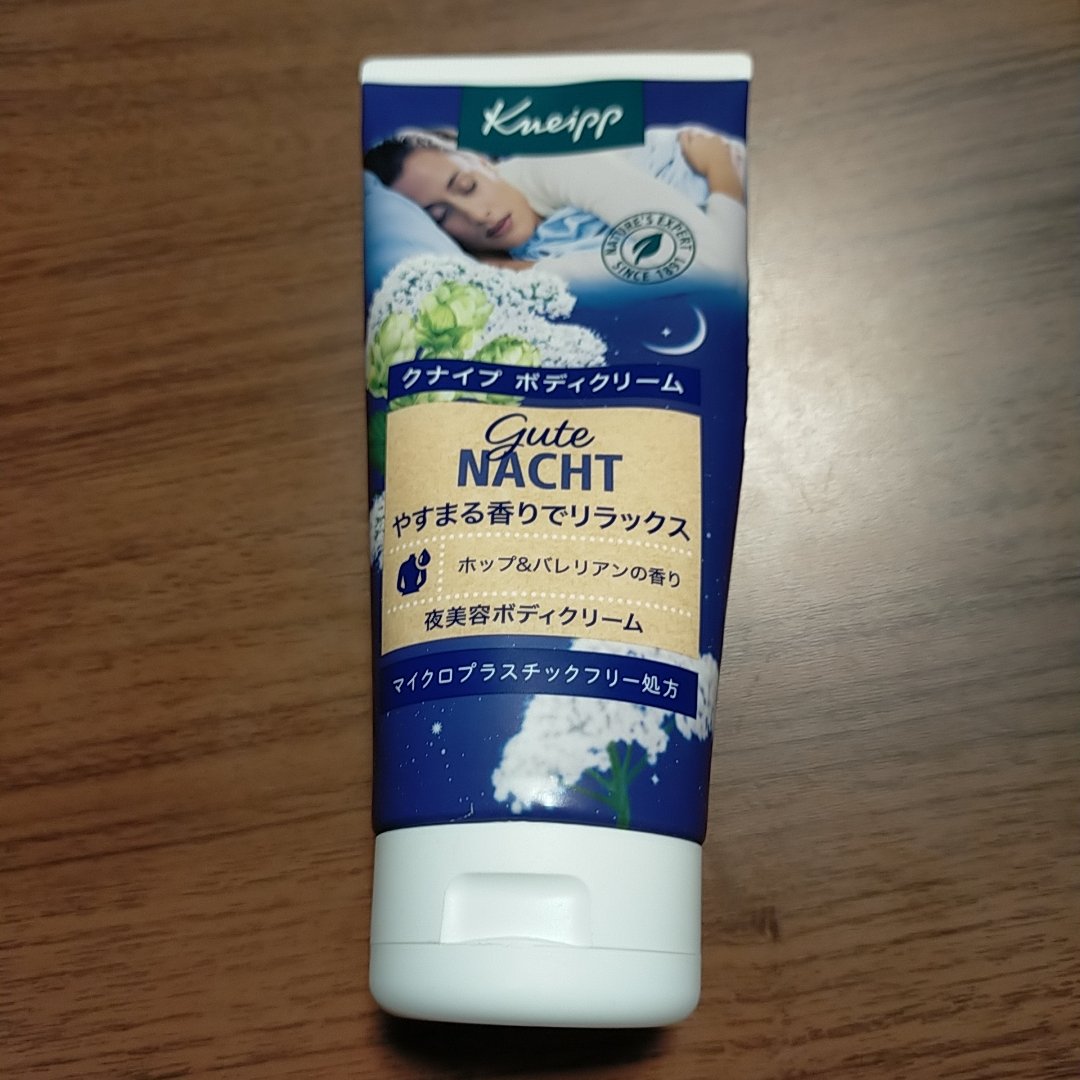 Kneipp
NATURE'S EXPERT
SINCE 1891
クナイプ ボディクリーム
Gute
NACHT
やすまる香りでリラックス
ホップ&バレリアンの香り
夜美容ボディクリーム
マイクロプラスチックフリー処方